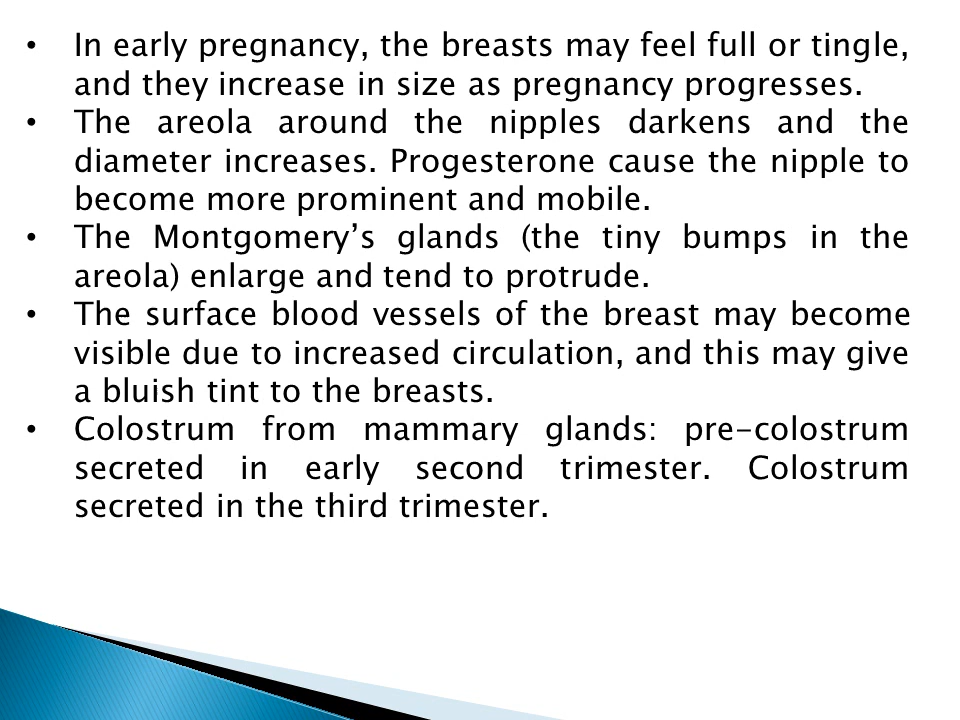 • In early pregnancy, the breasts may feel full or tingle,
and they increase in size as pregnancy progresses.
• The areola around the nipples darkens and the
diameter increases. Progesterone cause the nipple to
become more prominent and mobile.
• The Montgomery’s glands (the tiny bumps in the
areola) enlarge and tend to protrude.
• The surface blood vessels of the breast may become
visible due to increased circulation, and this may give
a bluish tint to the breasts.
• Colostrum from mammary glands: pre-colostrum
secreted in early second trimester. Colostrum
secreted in the third trimester.